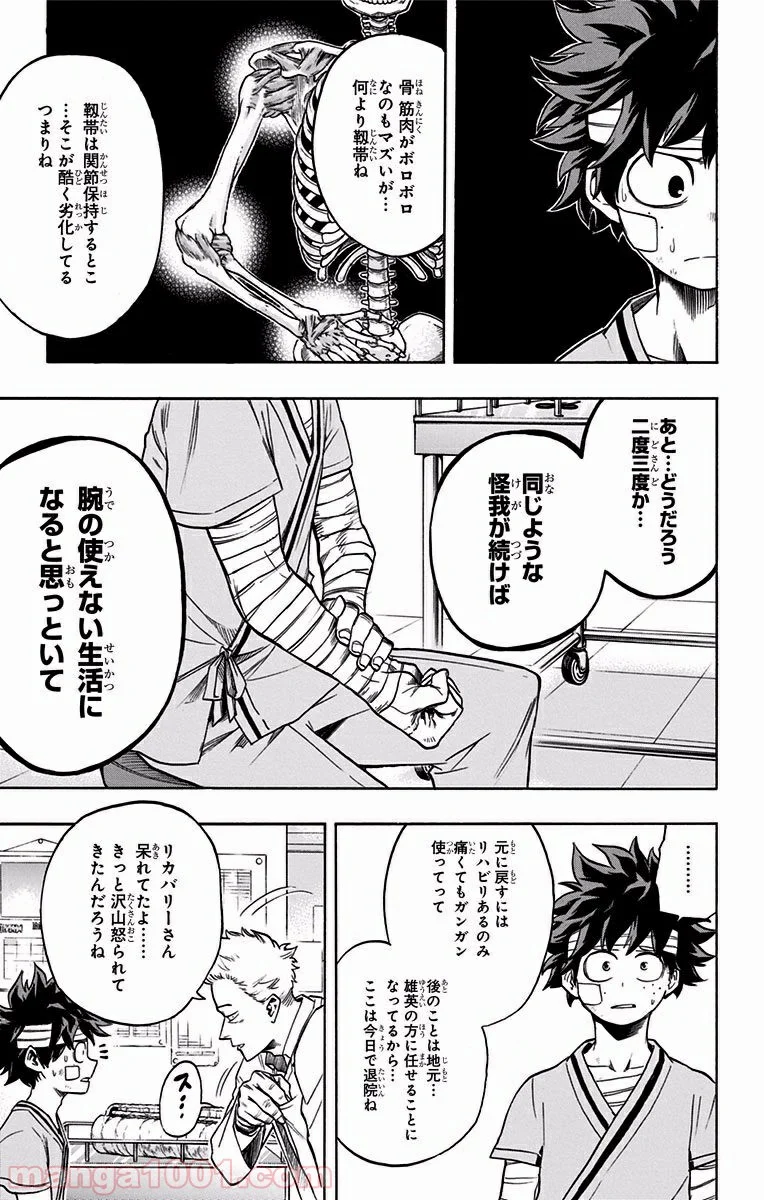 骨筋肉がボロボロ
なのもマズいが…
何より靱帯ね
靱帯は関節保持するとこ
…そこが酷く劣化してる
つまりね
あと…どうだろう
二度三度か…
同じような
怪我が続けば
腕の使えない生活に
なると思っといて
………
元に戻すには
リハビリあるのみ
痛くてもガンガン
使ってって
後のことは地元…
雄英の方に任せることに
なってるから…
ここは今日で退院ね
リカバリーさん
呆れてたよ……
きっと沢山怒られて
きたんだろうね
ス…
manga1001.com